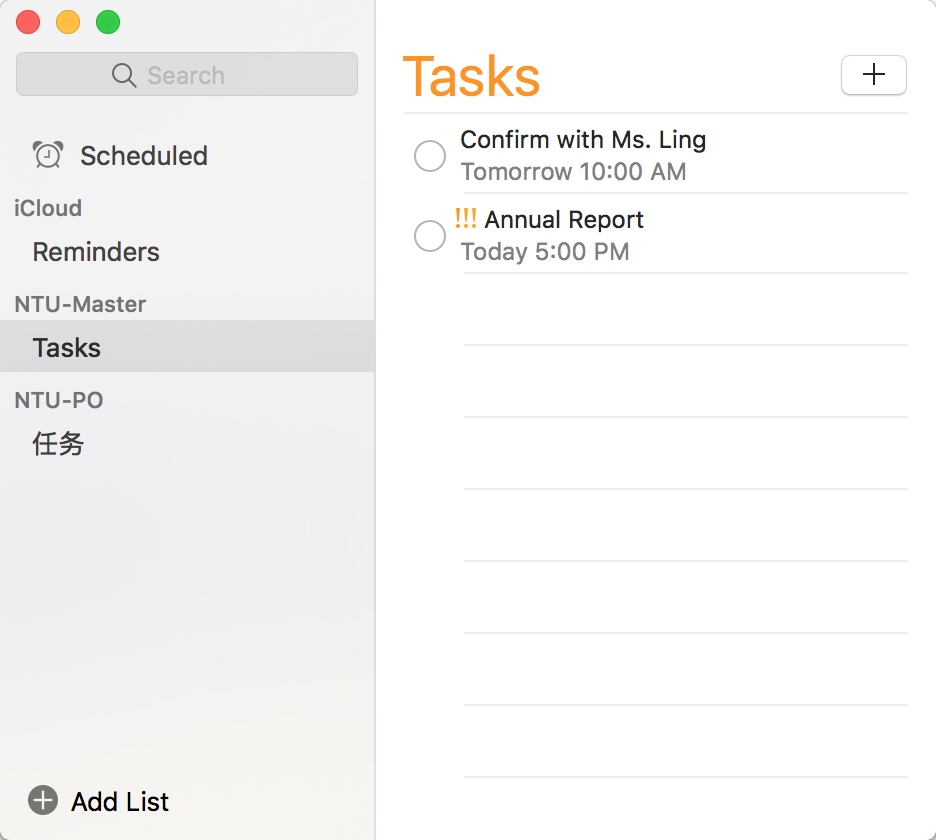 Search
Scheduled
iCloud
Reminders
NTU-Master
Tasks
NTU-PO
任务
Add List
Tasks
Confirm with Ms. Ling
Tomorrow 10:00 AM
!!! Annual Report
Today 5:00 PM